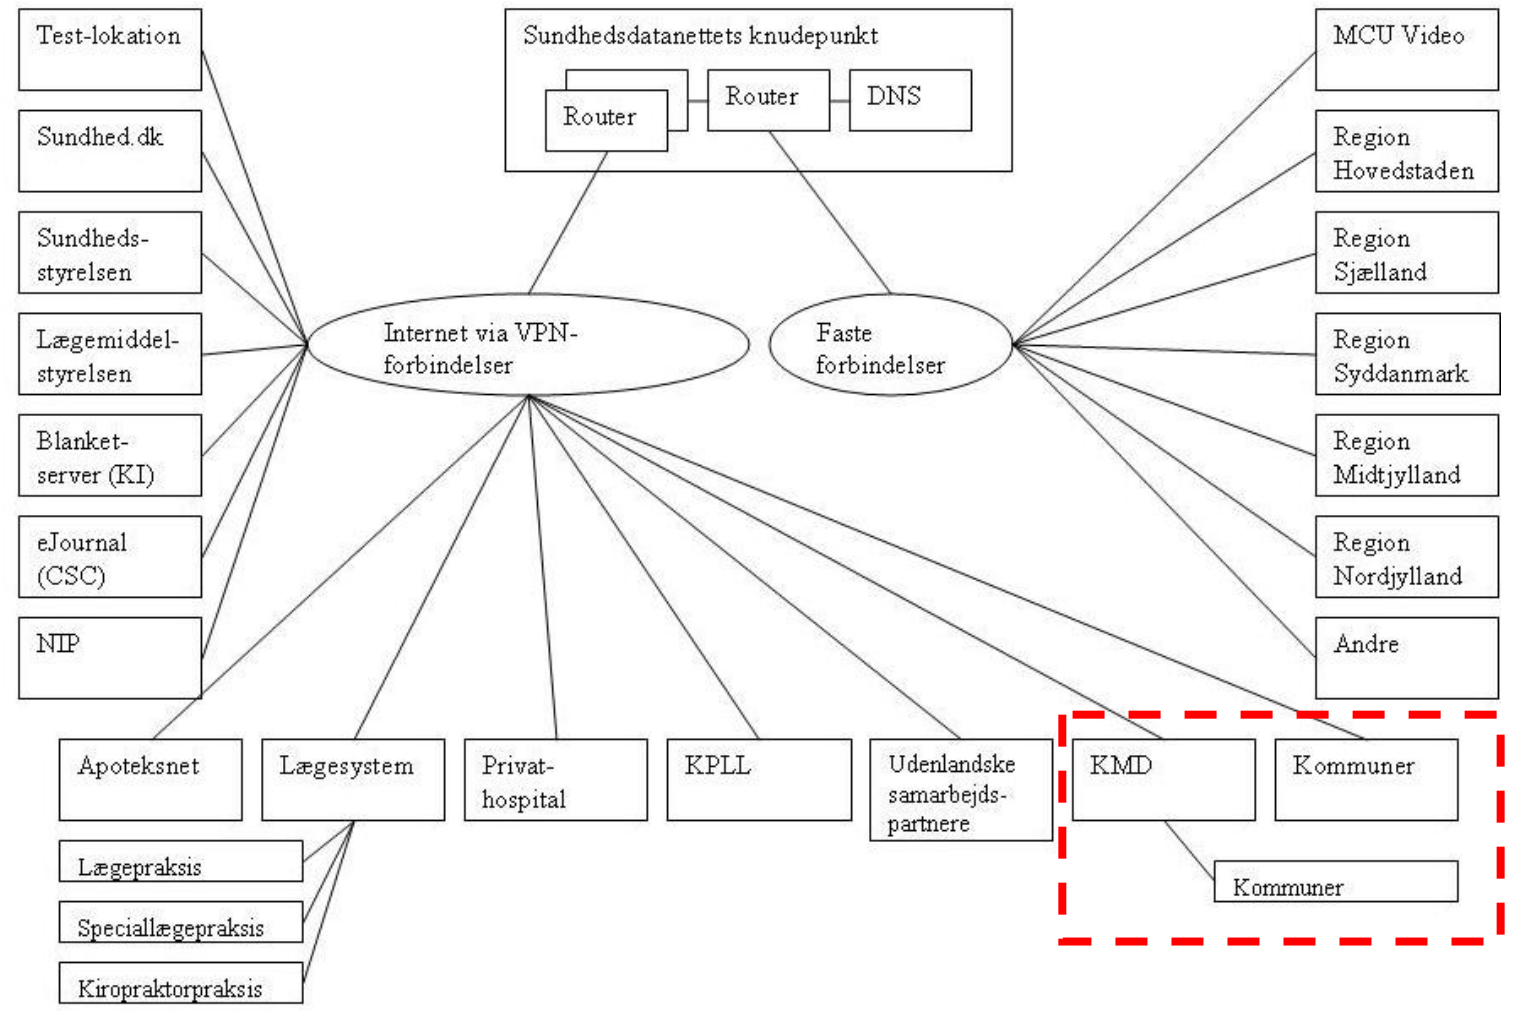 Test-lokation
Sundhed.dk
Sundheds-
styrelsen
Lægemiddel-
styrelsen
Blanket-
server (KI)
eJournal
(CSC)
NIP
Sundhedsdatanettets knudepunkt
Router
Router
DNS
Internet via VPN-
forbindelser
Faste
forbindelser
MCU Video
Region
Hovedstaden
Region
Sjælland
Region
Syddanmark
Region
Midtjylland
Region
Nordjylland
Andre
Apoteksnet
Lægesystem
Privat-
hospital
KPLL
Udenlandske
samarbejds-
partnere
KMD
Kommuner
Lægepraksis
Speciallægepraksis
Kiropraktorpraksis
Kommuner